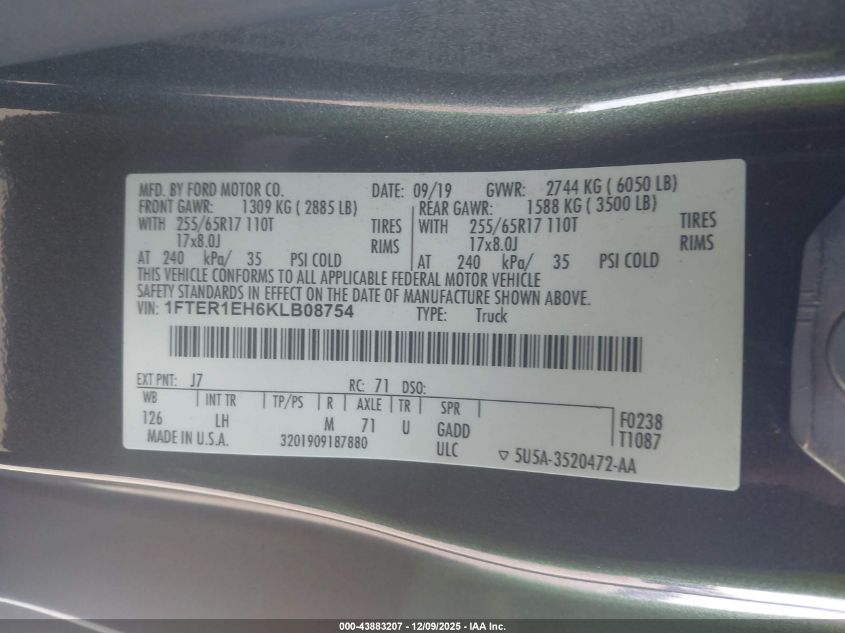 MFD. BY FORD MOTOR CO. DATE: 09/19 GVWR: 2744 KG ( 6050 LB)
FRONT GAWR: 1309 KG ( 2885 LB) REAR GAWR: 1588 KG ( 3500 LB)
WITH 255/65R17 110T TIRES WITH 255/65R17 110T TIRES
17x8.0J RIMS 17x8.0J RIMS
AT 240 kPa/ 35 PSI COLD AT 240 kPa/ 35 PSI COLD
THIS VEHICLE CONFORMS TO ALL APPLICABLE FEDERAL MOTOR VEHICLE
SAFETY STANDARDS IN EFFECT ON THE DATE OF MANUFACTURE SHOWN ABOVE.
VIN: 1FTER1EH6KLB08754 TYPE: Truck
EXT PNT: J7 RC: 71 DSO:
WB INT TR TP/PS R AXLE TR SPR
126 LH M 71 U GADD F0238
MADE IN U.S.A. 3201909187880 ULC T1087
▽ 5U5A-3520472-AA
000-43883207 - 12/09/2025 - IAA Inc.